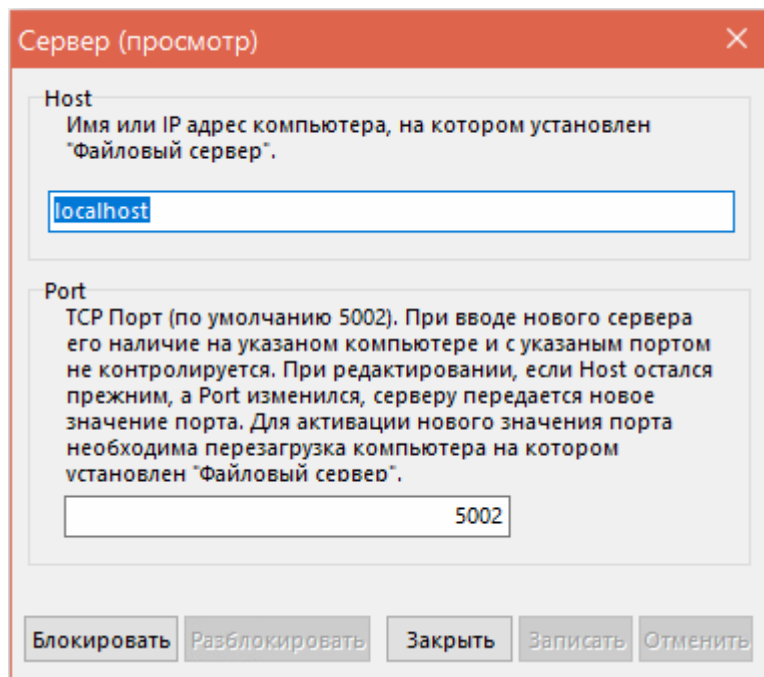 Сервер (просмотр)
Host
Имя или IP адрес компьютера, на котором установлен
"Файловый сервер".
localhost
Port
TCP Порт (по умолчанию 5002). При вводе нового сервера
его наличие на указаном компьютере и с указаным портом
не контролируется. При редактировании, если Host остался
прежним, а Port изменился, серверу передается новое
значение порта. Для активации нового значения порта
необходима перезагрузка компьютера на котором
установлен "Файловый сервер".
5002
Блокировать Разблокировать Закрыть Записать Отменить